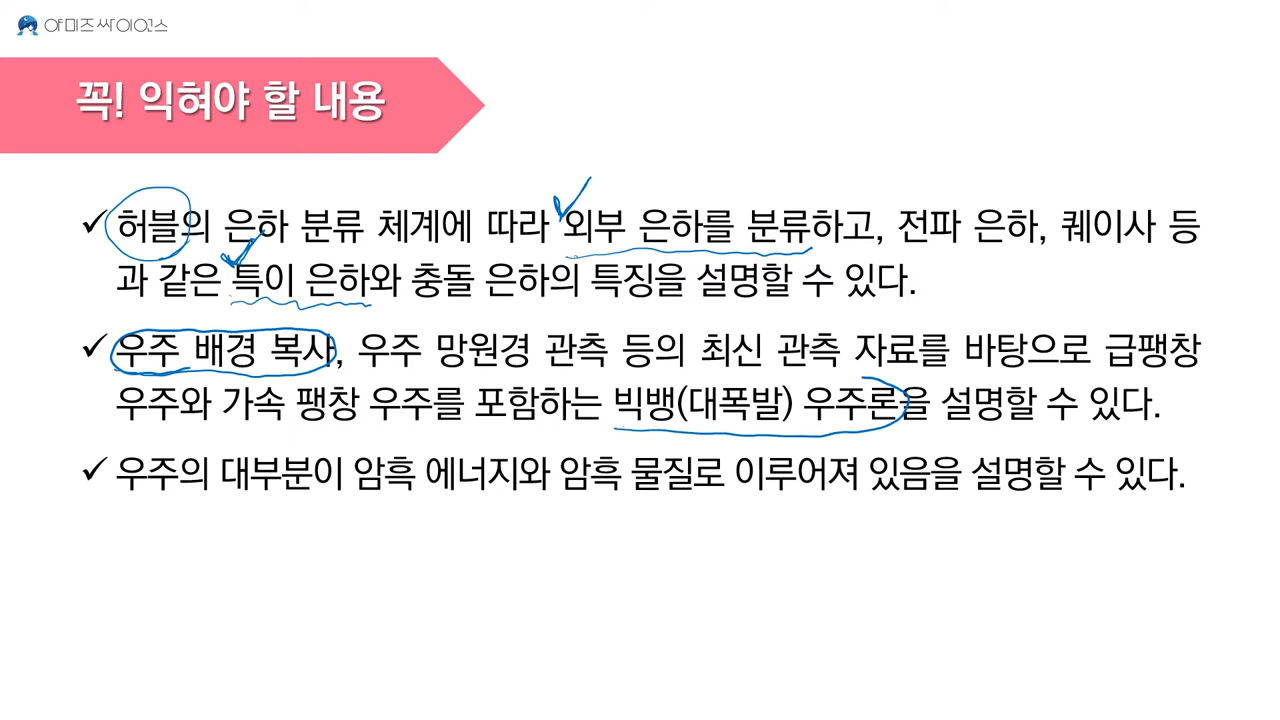 야미즈 싸이언스
꼭! 익혀야 할 내용
✓ 허블의 은하 분류 체계에 따라 외부 은하를 분류하고, 전파 은하, 퀘이사 등
과 같은 특이 은하와 충돌 은하의 특징을 설명할 수 있다.
✓ 우주 배경 복사, 우주 망원경 관측 등의 최신 관측 자료를 바탕으로 급팽창
우주와 가속 팽창 우주를 포함하는 빅뱅(대폭발) 우주론을 설명할 수 있다.
✓ 우주의 대부분이 암흑 에너지와 암흑 물질로 이루어져 있음을 설명할 수 있다.